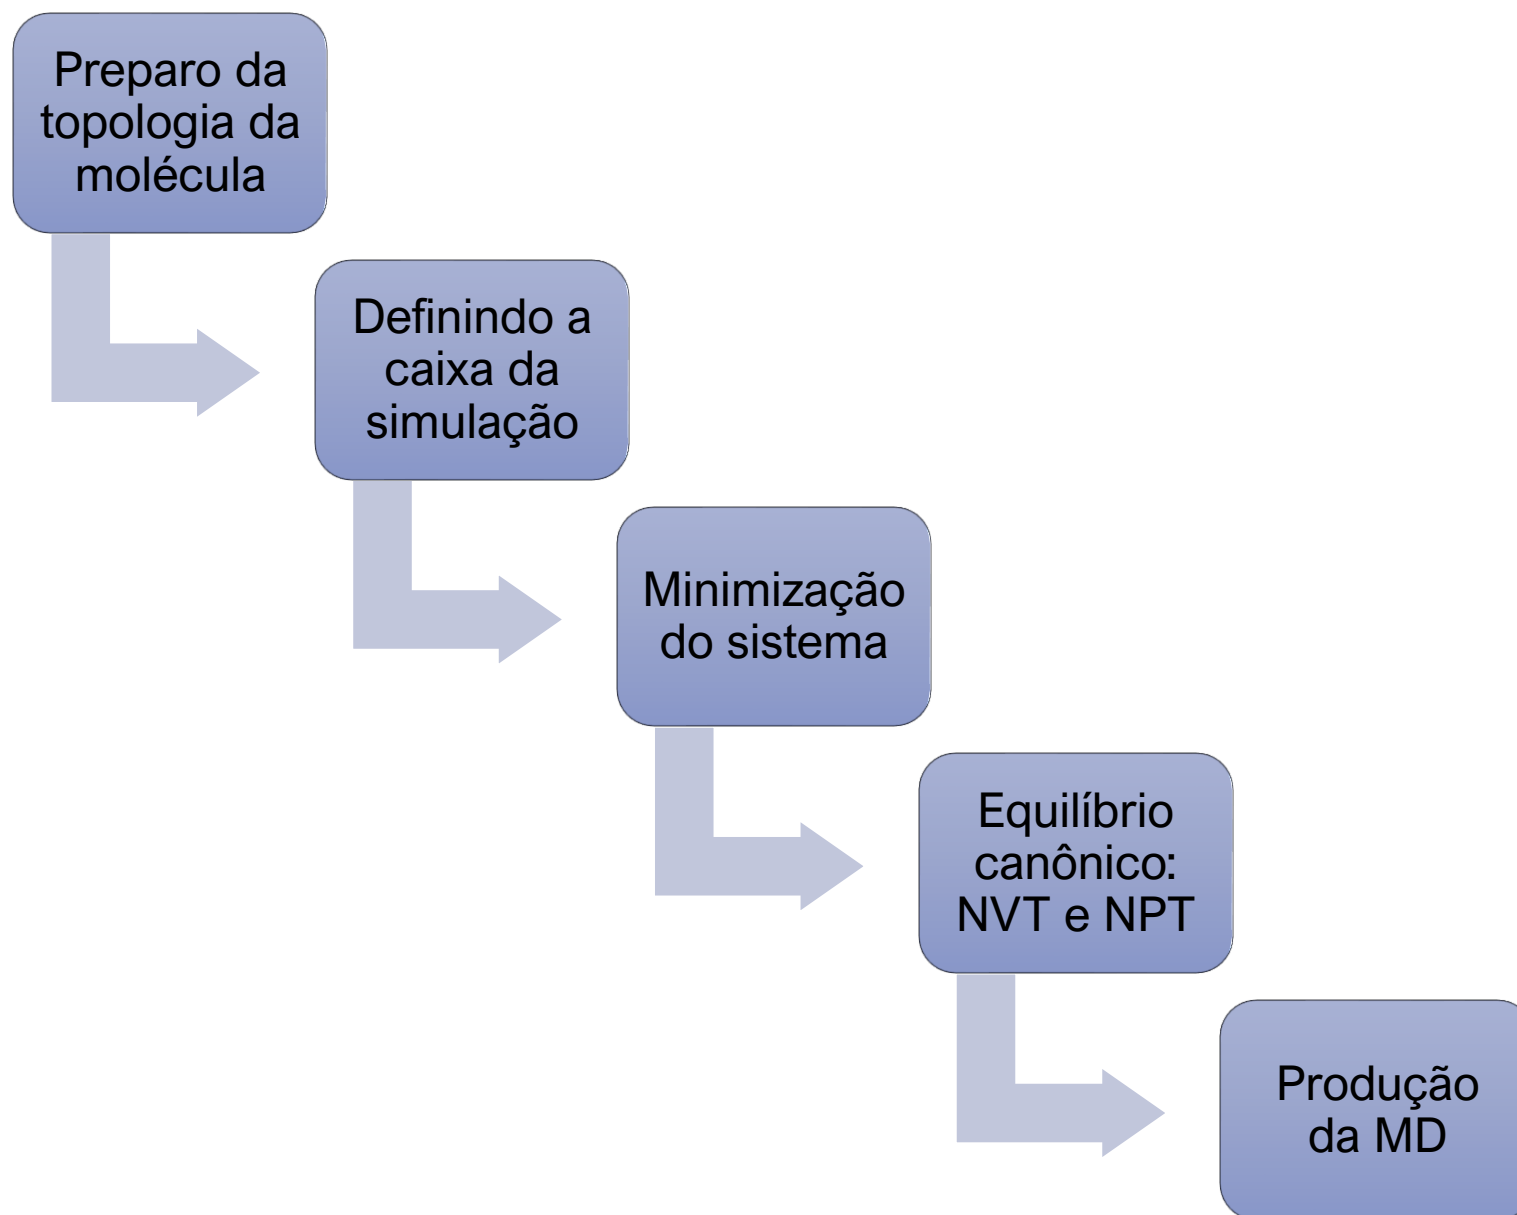 Preparo da
topologia da
molécula
Definindo a
caixa da
simulação
Minimização
do sistema
Equilíbrio
canônico:
NVT e NPT
Produção
da MD